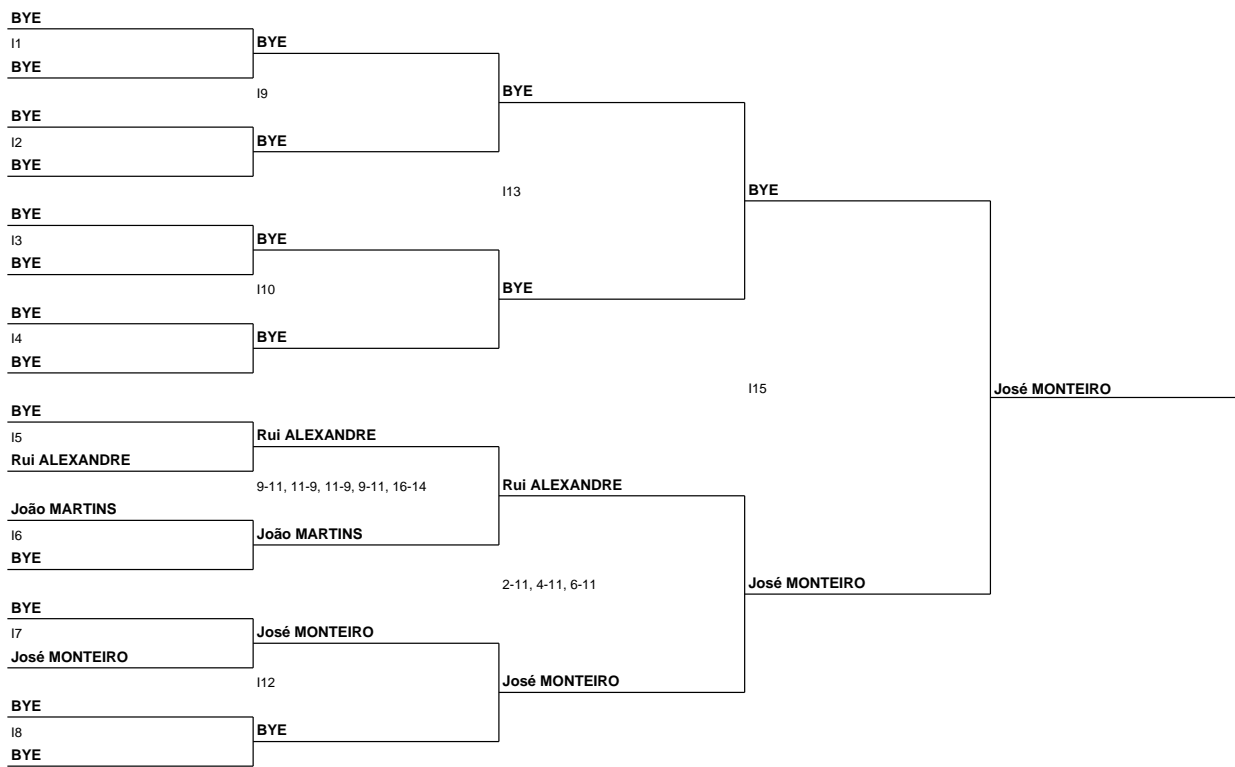 BYE
I1
BYE
BYE
I9
BYE
BYE
I2
BYE
BYE
I13
BYE
BYE
I3
BYE
BYE
I10
BYE
BYE
I4
BYE
BYE
I15
José MONTEIRO
BYE
I5
Rui ALEXANDRE
Rui ALEXANDRE
9-11, 11-9, 11-9, 9-11, 16-14
Rui ALEXANDRE
João MARTINS
I6
João MARTINS
BYE
2-11, 4-11, 6-11
José MONTEIRO
BYE
I7
José MONTEIRO
José MONTEIRO
I12
José MONTEIRO
BYE
I8
BYE
BYE